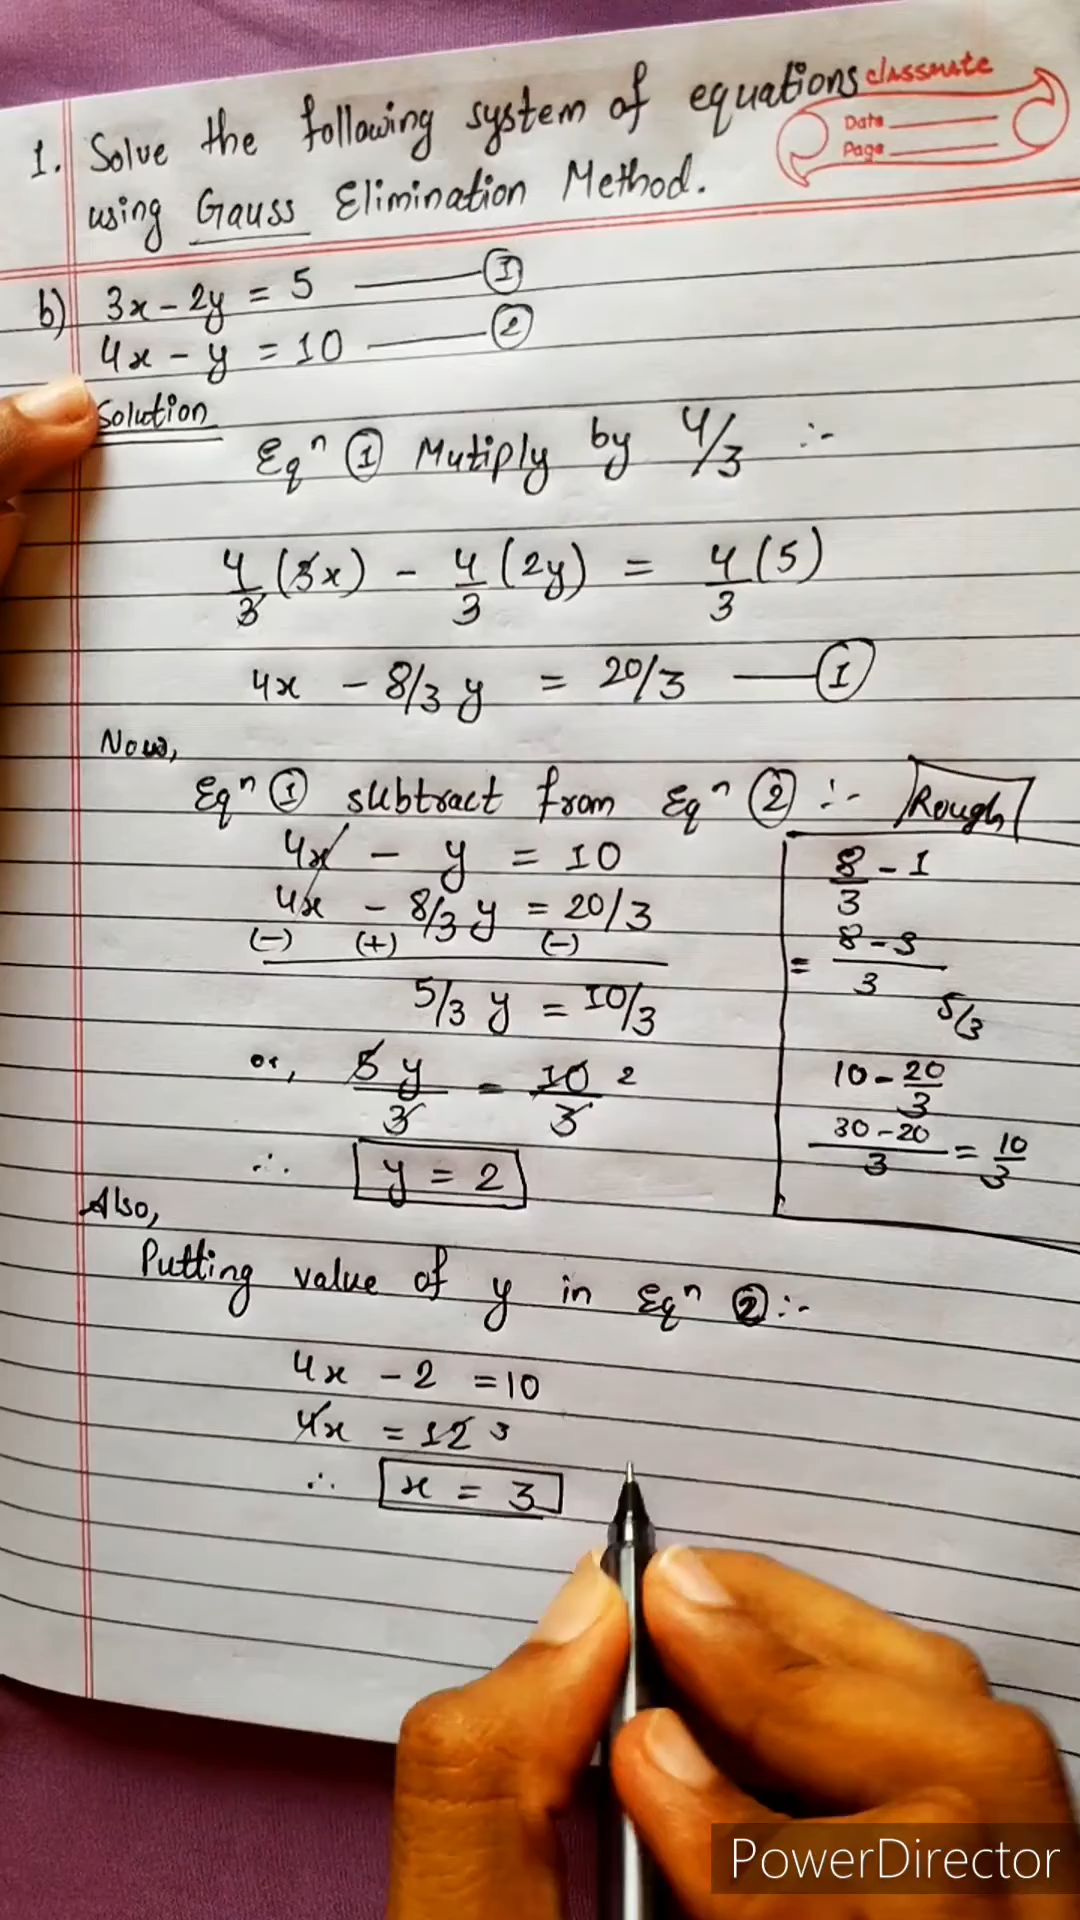 classmate
Date
Page
1. Solve the following system of equations
using Gauss Elimination Method.
b) 3x - 2y = 5 —— ①
4x - y = 10 —— ②
Solution
Eqⁿ ① Mutiply by 4/3 :-
4/3 (3x) - 4/3 (2y) = 4/3 (5)
4x - 8/3 y = 20/3 —— ①
Now,
Eqⁿ ① subtract from Eqⁿ ② :-
4x - y = 10
4x - 8/3 y = 20/3
(-) (+) (-)
5/3 y = 10/3
or, 5y/3 = 10/3 2
∴ y = 2
Rough
8/3 - 1
= 8-3/3
5/3
10 - 20/3
30-20/3 = 10/3
Also,
Putting value of y in Eqⁿ ② :-
4x - 2 = 10
4x = 12 3
∴ x = 3
PowerDirector